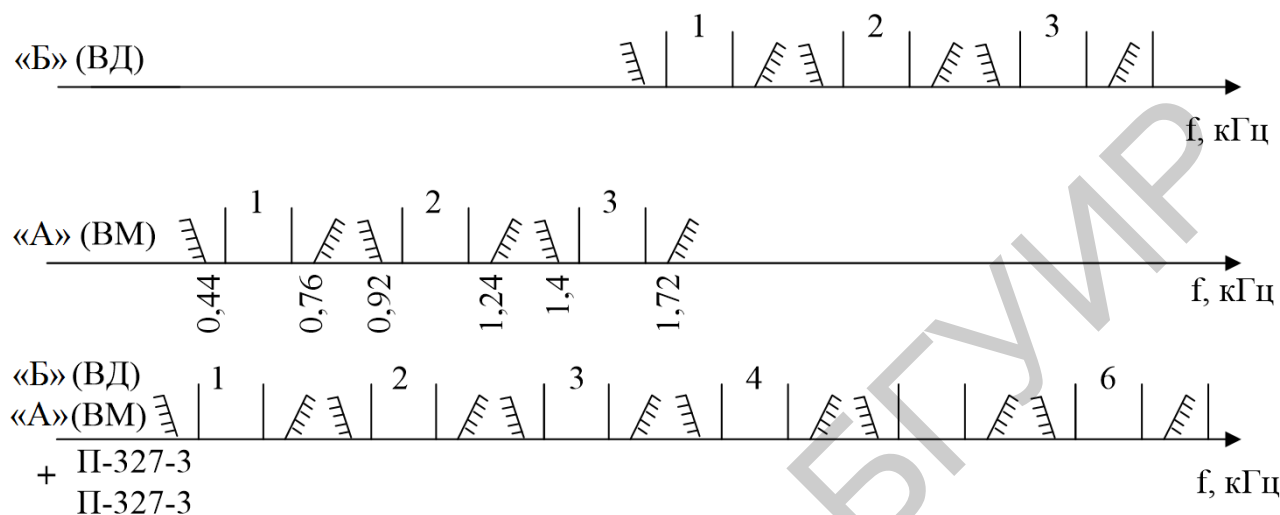 1 2 3
«Б» (ВД)
f, кГц
1 2 3
«А» (ВМ)
0,44 0,76 0,92 1,24 1,4 1,72
f, кГц
«Б» (ВД)
1 2 3 4 6
«А» (ВМ)
+ П-327-3
f, кГц
П-327-3
БГУИР